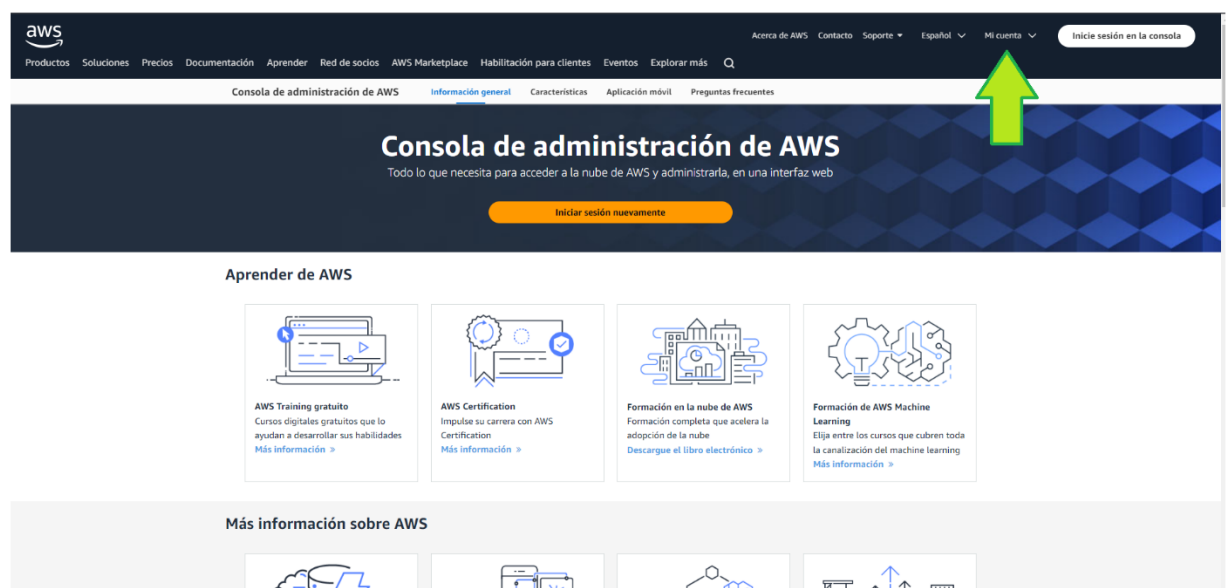 aws
Acerca de AWS Contacto Soporte Español Mi cuenta Inicie sesión en la consola
Productos Soluciones Precios Documentación Aprender Red de socios AWS Marketplace Habilitación para clientes Eventos Explorar más
Consola de administración de AWS Información general Características Aplicación móvil Preguntas frecuentes
Consola de administración de AWS
Todo lo que necesita para acceder a la nube de AWS y administrarla, en una interfaz web
Iniciar sesión nuevamente
Aprender de AWS
AWS Training gratuito
Cursos digitales gratuitos que lo
ayudan a desarrollar sus habilidades
Más información »
AWS Certification
Impulse su carrera con AWS
Certification
Más información »
Formación en la nube de AWS
Formación completa que acelera la
adopción de la nube
Descargue el libro electrónico »
Formación de AWS Machine
Learning
Elija entre los cursos que cubren toda
la canalización del machine learning
Más información »
Más información sobre AWS